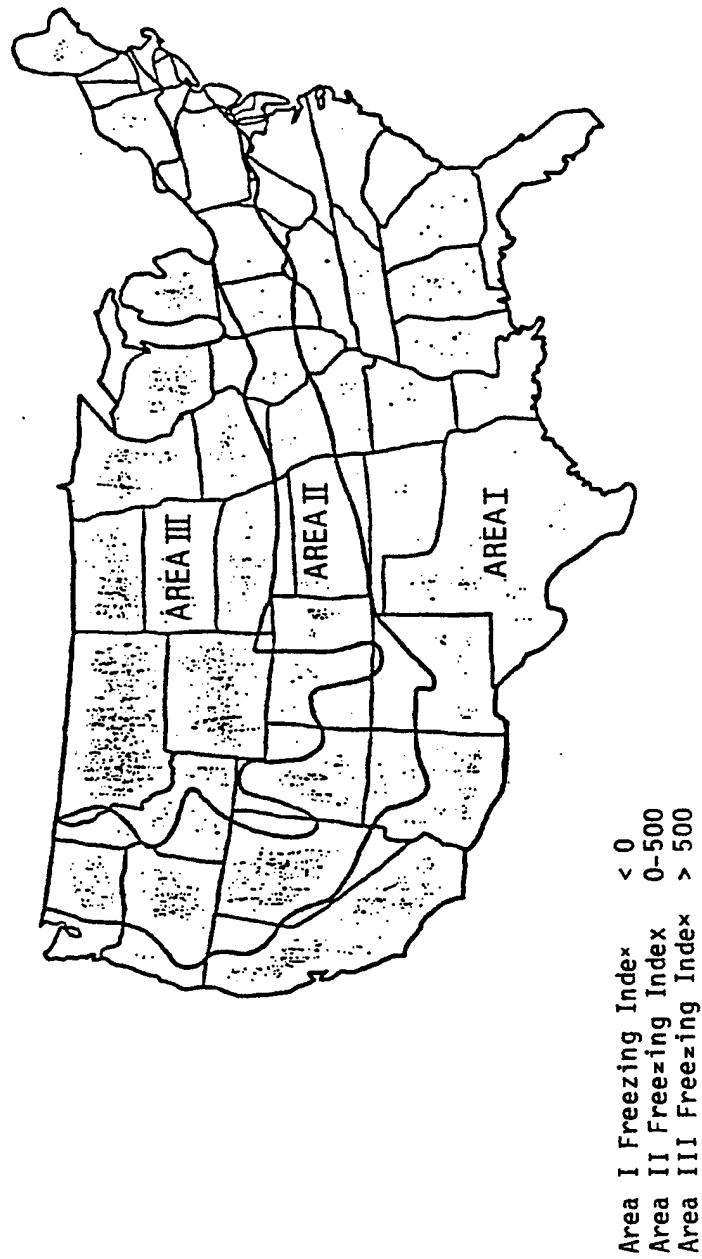 AREA III
AREA II
AREA I
Area I Freezing Index < 0
Area II Freezing Index 0-500
Area III Freezing Index > 500